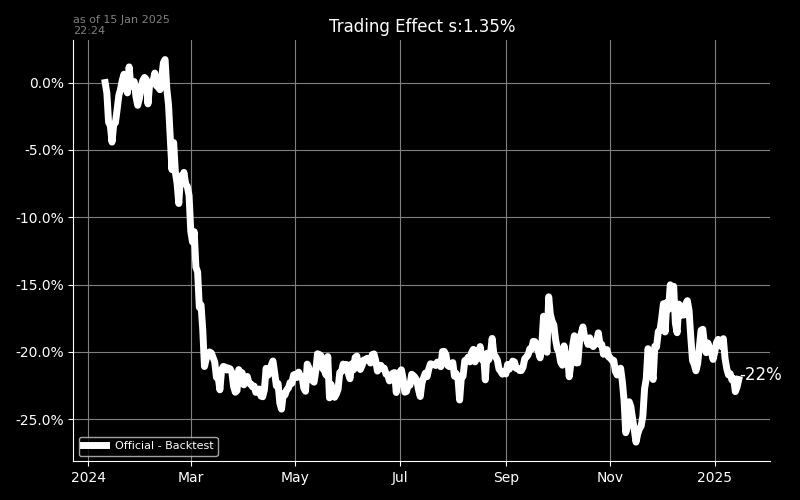 as of 15 Jan 2025
22:24
Trading Effect s:1.35%
0.0%
-5.0%
-10.0%
-15.0%
-20.0%
-25.0%
-22%
Official - Backtest
2024 Mar May Jul Sep Nov 2025